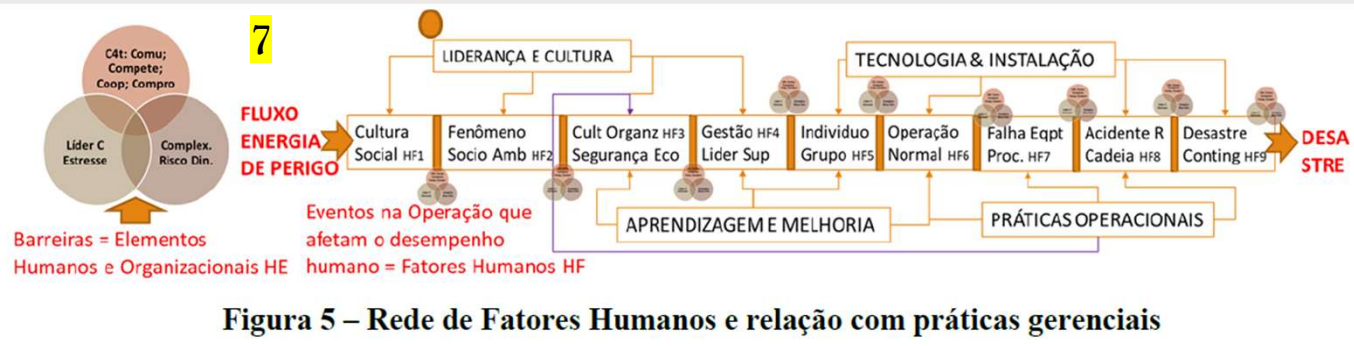 C4t: Comu;
Compete;
Coop; Compro
Líder C
Estresse
Complex.
Risco Din.
Barreiras = Elementos
Humanos e Organizacionais HE
7
FLUXO
ENERGIA
DE PERIGO
LIDERANÇA E CULTURA
TECNOLOGIA & INSTALAÇÃO
Cultura
Social HF1
Fenômeno
Socio Amb HF2
Cult Organz HF3
Segurança Eco
Gestão HF4
Lider Sup
Individuo
Grupo HF5
Operação
Normal HF6
Falha Eqpt
Proc. HF7
Acidente R
Cadeia HF8
Desastre
Conting HF9
DESA
STRE
Eventos na Operação que
afetam o desempenho
humano = Fatores Humanos HF
APRENDIZAGEM E MELHORIA
PRÁTICAS OPERACIONAIS
Figura 5 – Rede de Fatores Humanos e relação com práticas gerenciais